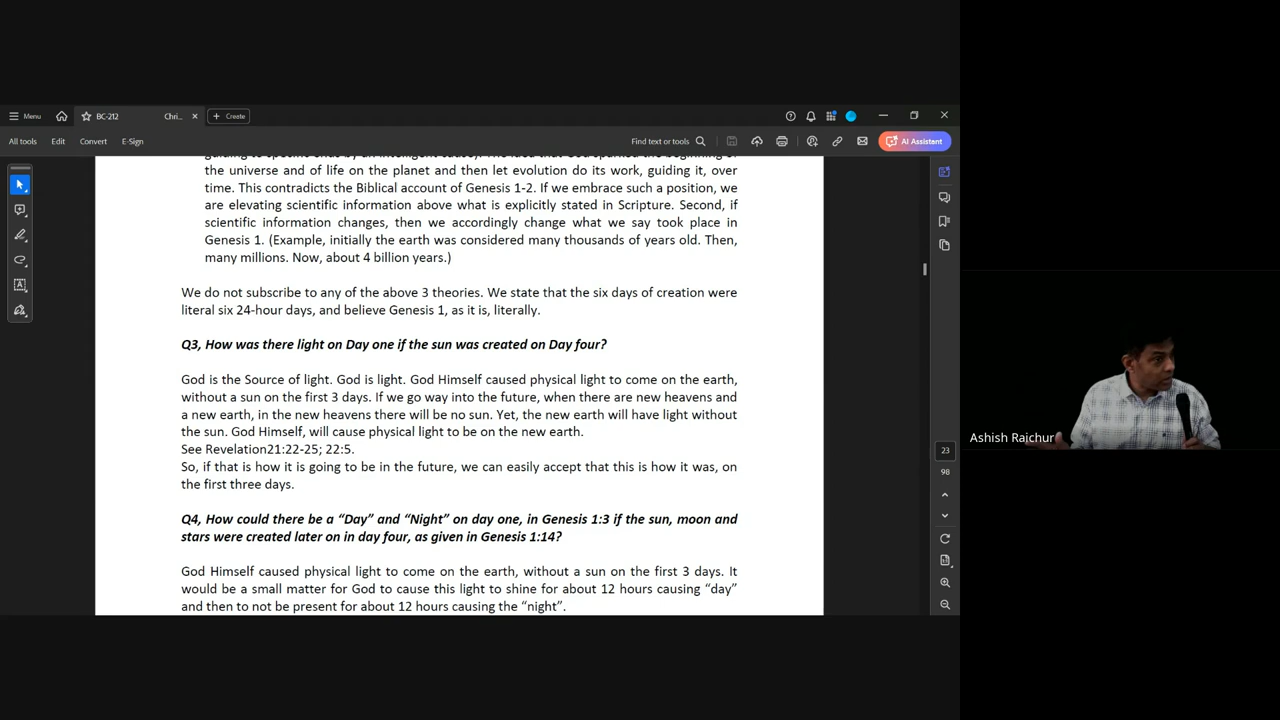 Menu
BC-212 Chri...
Create
All tools Edit Convert E-Sign
Find text or tools
AI Assistant
the universe and of life on the planet and then let evolution do its work, guiding it, over
time. This contradicts the Biblical account of Genesis 1-2. If we embrace such a position, we
are elevating scientific information above what is explicitly stated in Scripture. Second, if
scientific information changes, then we accordingly change what we say took place in
Genesis 1. (Example, initially the earth was considered many thousands of years old. Then,
many millions. Now, about 4 billion years.)
We do not subscribe to any of the above 3 theories. We state that the six days of creation were
literal six 24-hour days, and believe Genesis 1, as it is, literally.
Q3, How was there light on Day one if the sun was created on Day four?
God is the Source of light. God is light. God Himself caused physical light to come on the earth,
without a sun on the first 3 days. If we go way into the future, when there are new heavens and
a new earth, in the new heavens there will be no sun. Yet, the new earth will have light without
the sun. God Himself, will cause physical light to be on the new earth.
See Revelation21:22-25; 22:5.
So, if that is how it is going to be in the future, we can easily accept that this is how it was, on
the first three days.
Q4, How could there be a “Day” and “Night” on day one, in Genesis 1:3 if the sun, moon and
stars were created later on in day four, as given in Genesis 1:14?
God Himself caused physical light to come on the earth, without a sun on the first 3 days. It
would be a small matter for God to cause this light to shine for about 12 hours causing “day”
and then to not be present for about 12 hours causing the “night”.
23
98
Ashish Raichur